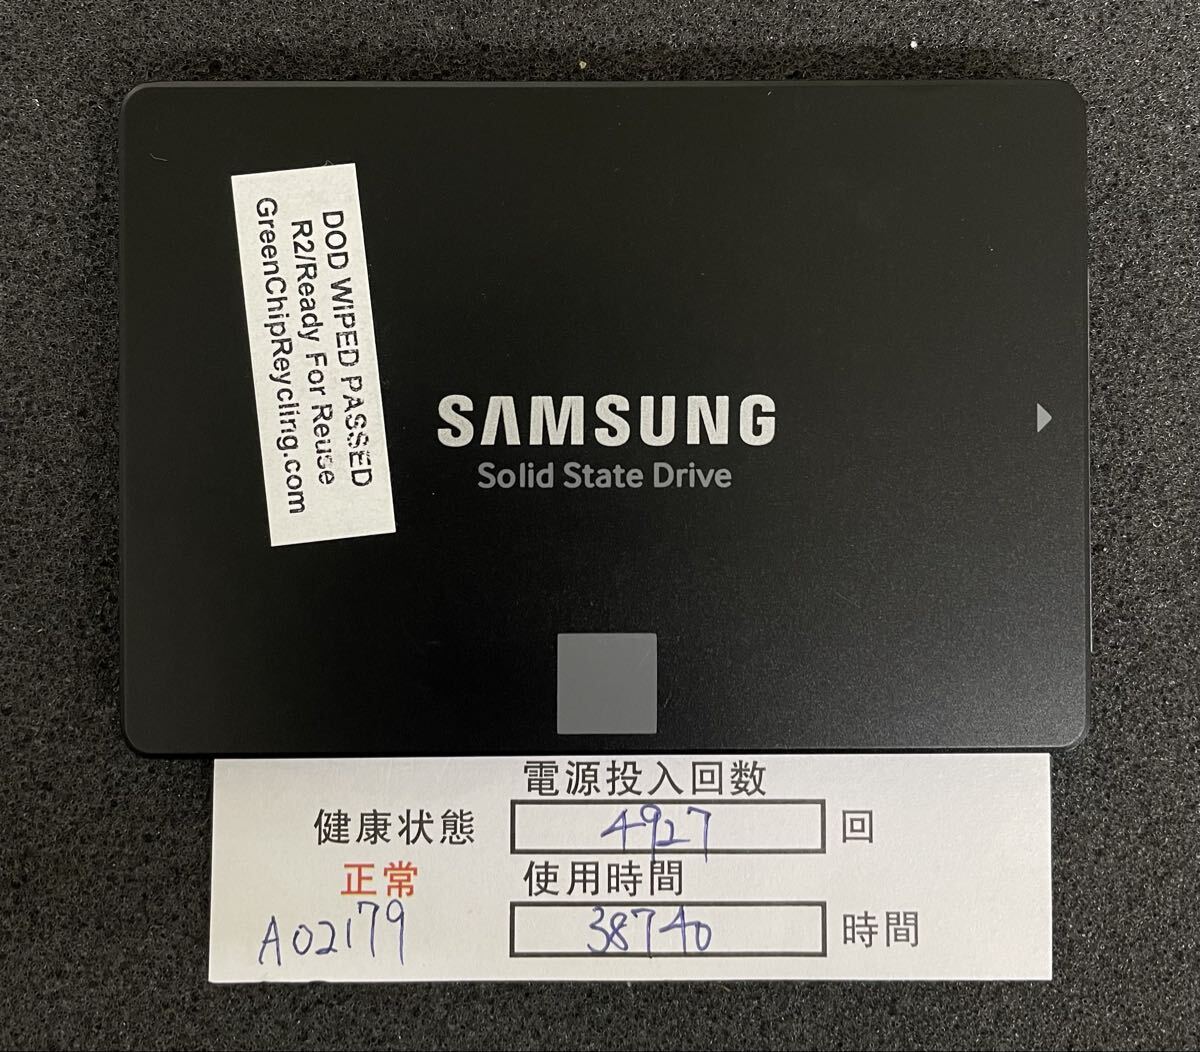 DOD WIPED PASSED
R2/Ready For Reuse
GreenChipReycling.com
SAMSUNG
Solid State Drive
電源投入回数
健康状態 4927 回
正常 使用時間
A02179 38740 時間